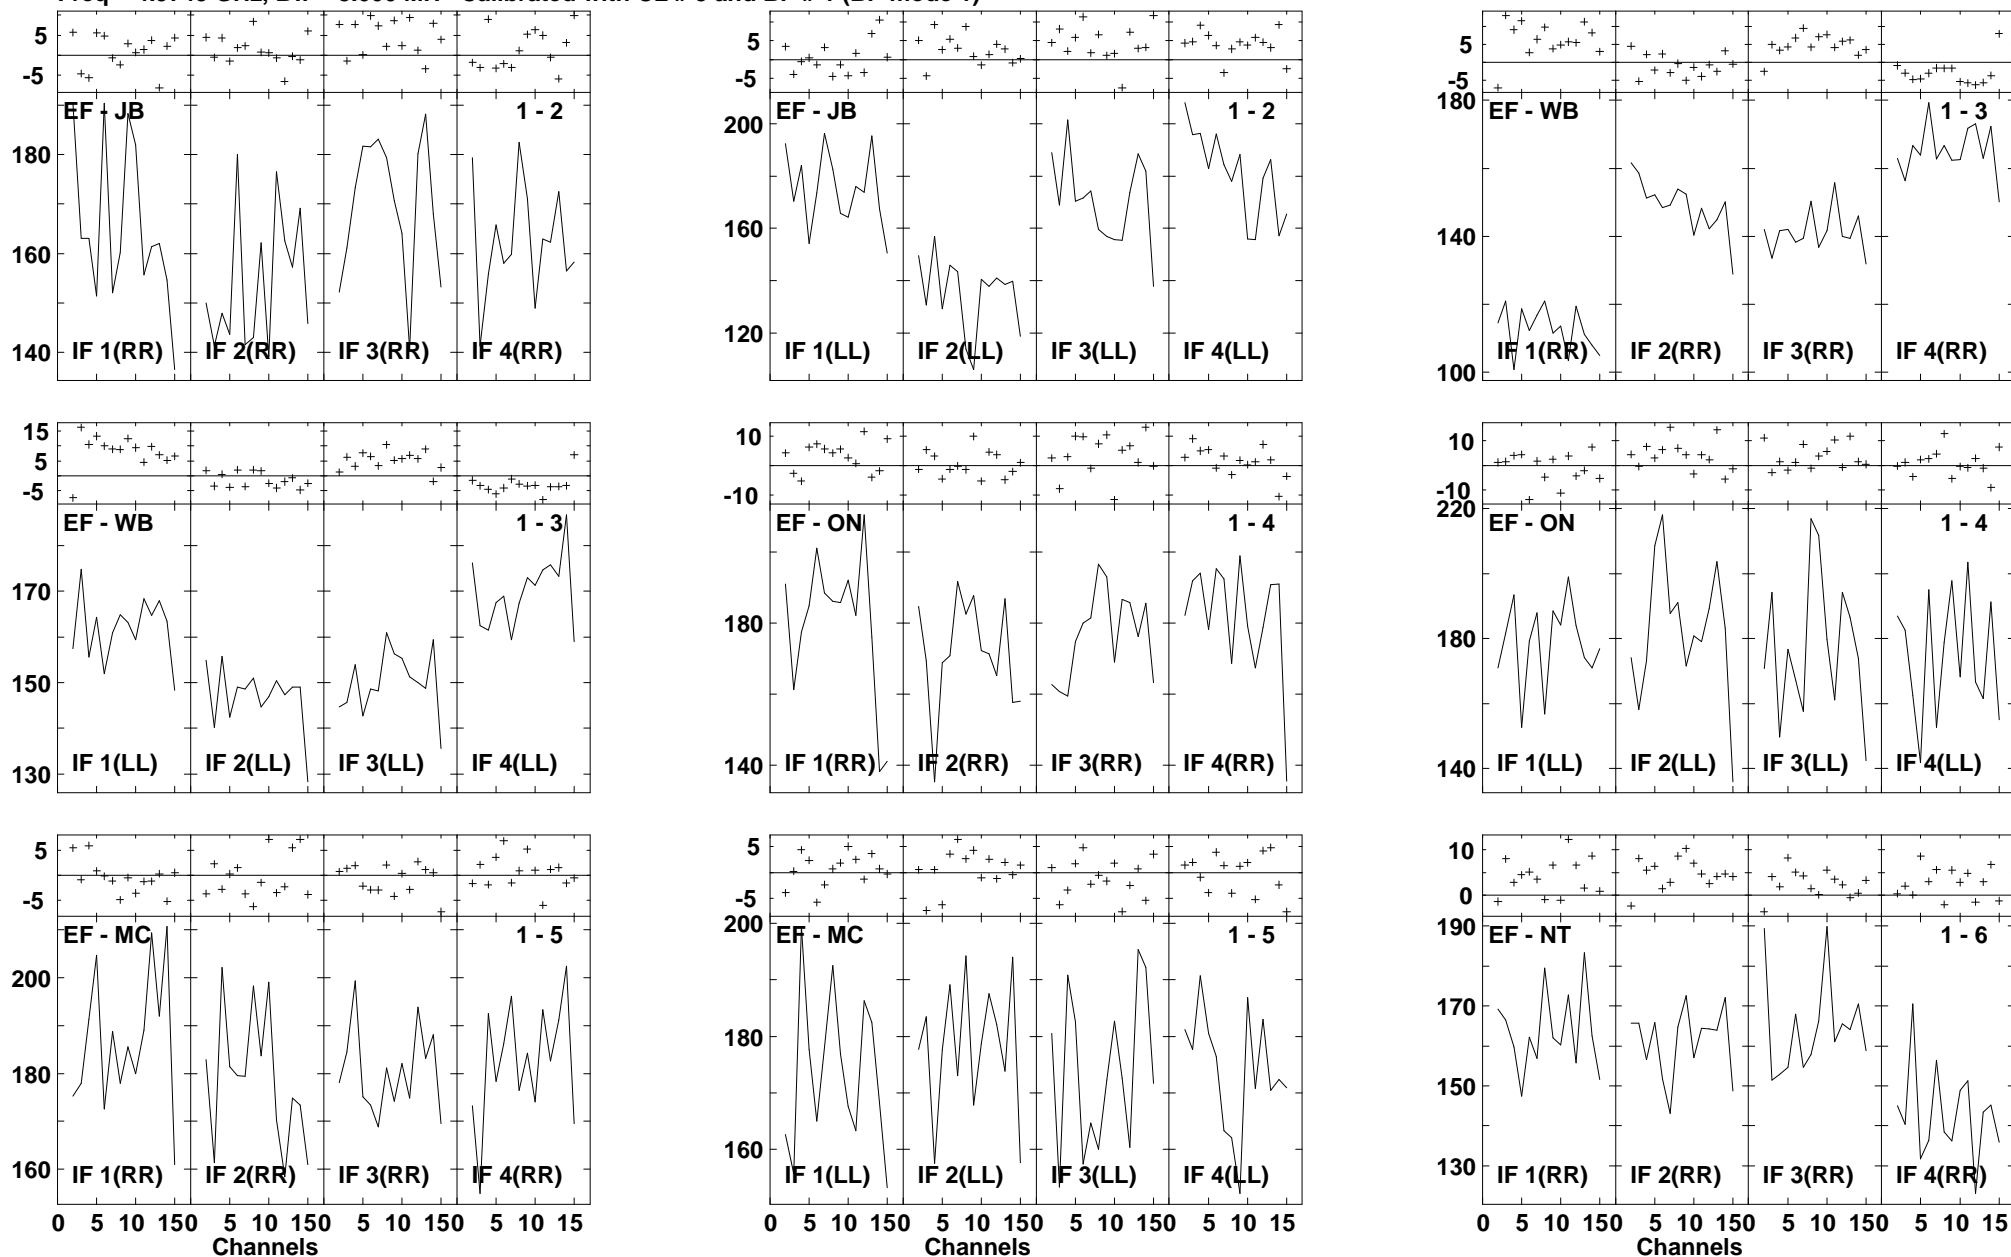 5 5 5
-5 -5 -5
EF - JB 1 - 2 EF - JB 1 - 2 180 EF - WB 1 - 3
180 200
160 160 140
140 120 100
IF 1(RR) IF 2(RR) IF 3(RR) IF 4(RR) IF 1(LL) IF 2(LL) IF 3(LL) IF 4(LL) IF 1(RR) IF 2(RR) IF 3(RR) IF 4(RR)
15 10 10
5
-5 -10 -10
EF - WB 1 - 3 EF - ON 1 - 4 220 EF - ON 1 - 4
170 180 180
150
130 140 140
IF 1(LL) IF 2(LL) IF 3(LL) IF 4(LL) IF 1(RR) IF 2(RR) IF 3(RR) IF 4(RR) IF 1(LL) IF 2(LL) IF 3(LL) IF 4(LL)
5 5 10
-5 -5 0
EF - MC 1 - 5 200 EF - MC 1 - 5 190 EF - NT 1 - 6
200 170
180 180 150
160 160 130
IF 1(RR) IF 2(RR) IF 3(RR) IF 4(RR) IF 1(LL) IF 2(LL) IF 3(LL) IF 4(LL) IF 1(RR) IF 2(RR) IF 3(RR) IF 4(RR)
0 5 10 150 5 10 150 5 10 150 5 10 15 0 5 10 150 5 10 150 5 10 150 5 10 15 0 5 10 150 5 10 150 5 10 150 5 10 15
Channels Channels Channels